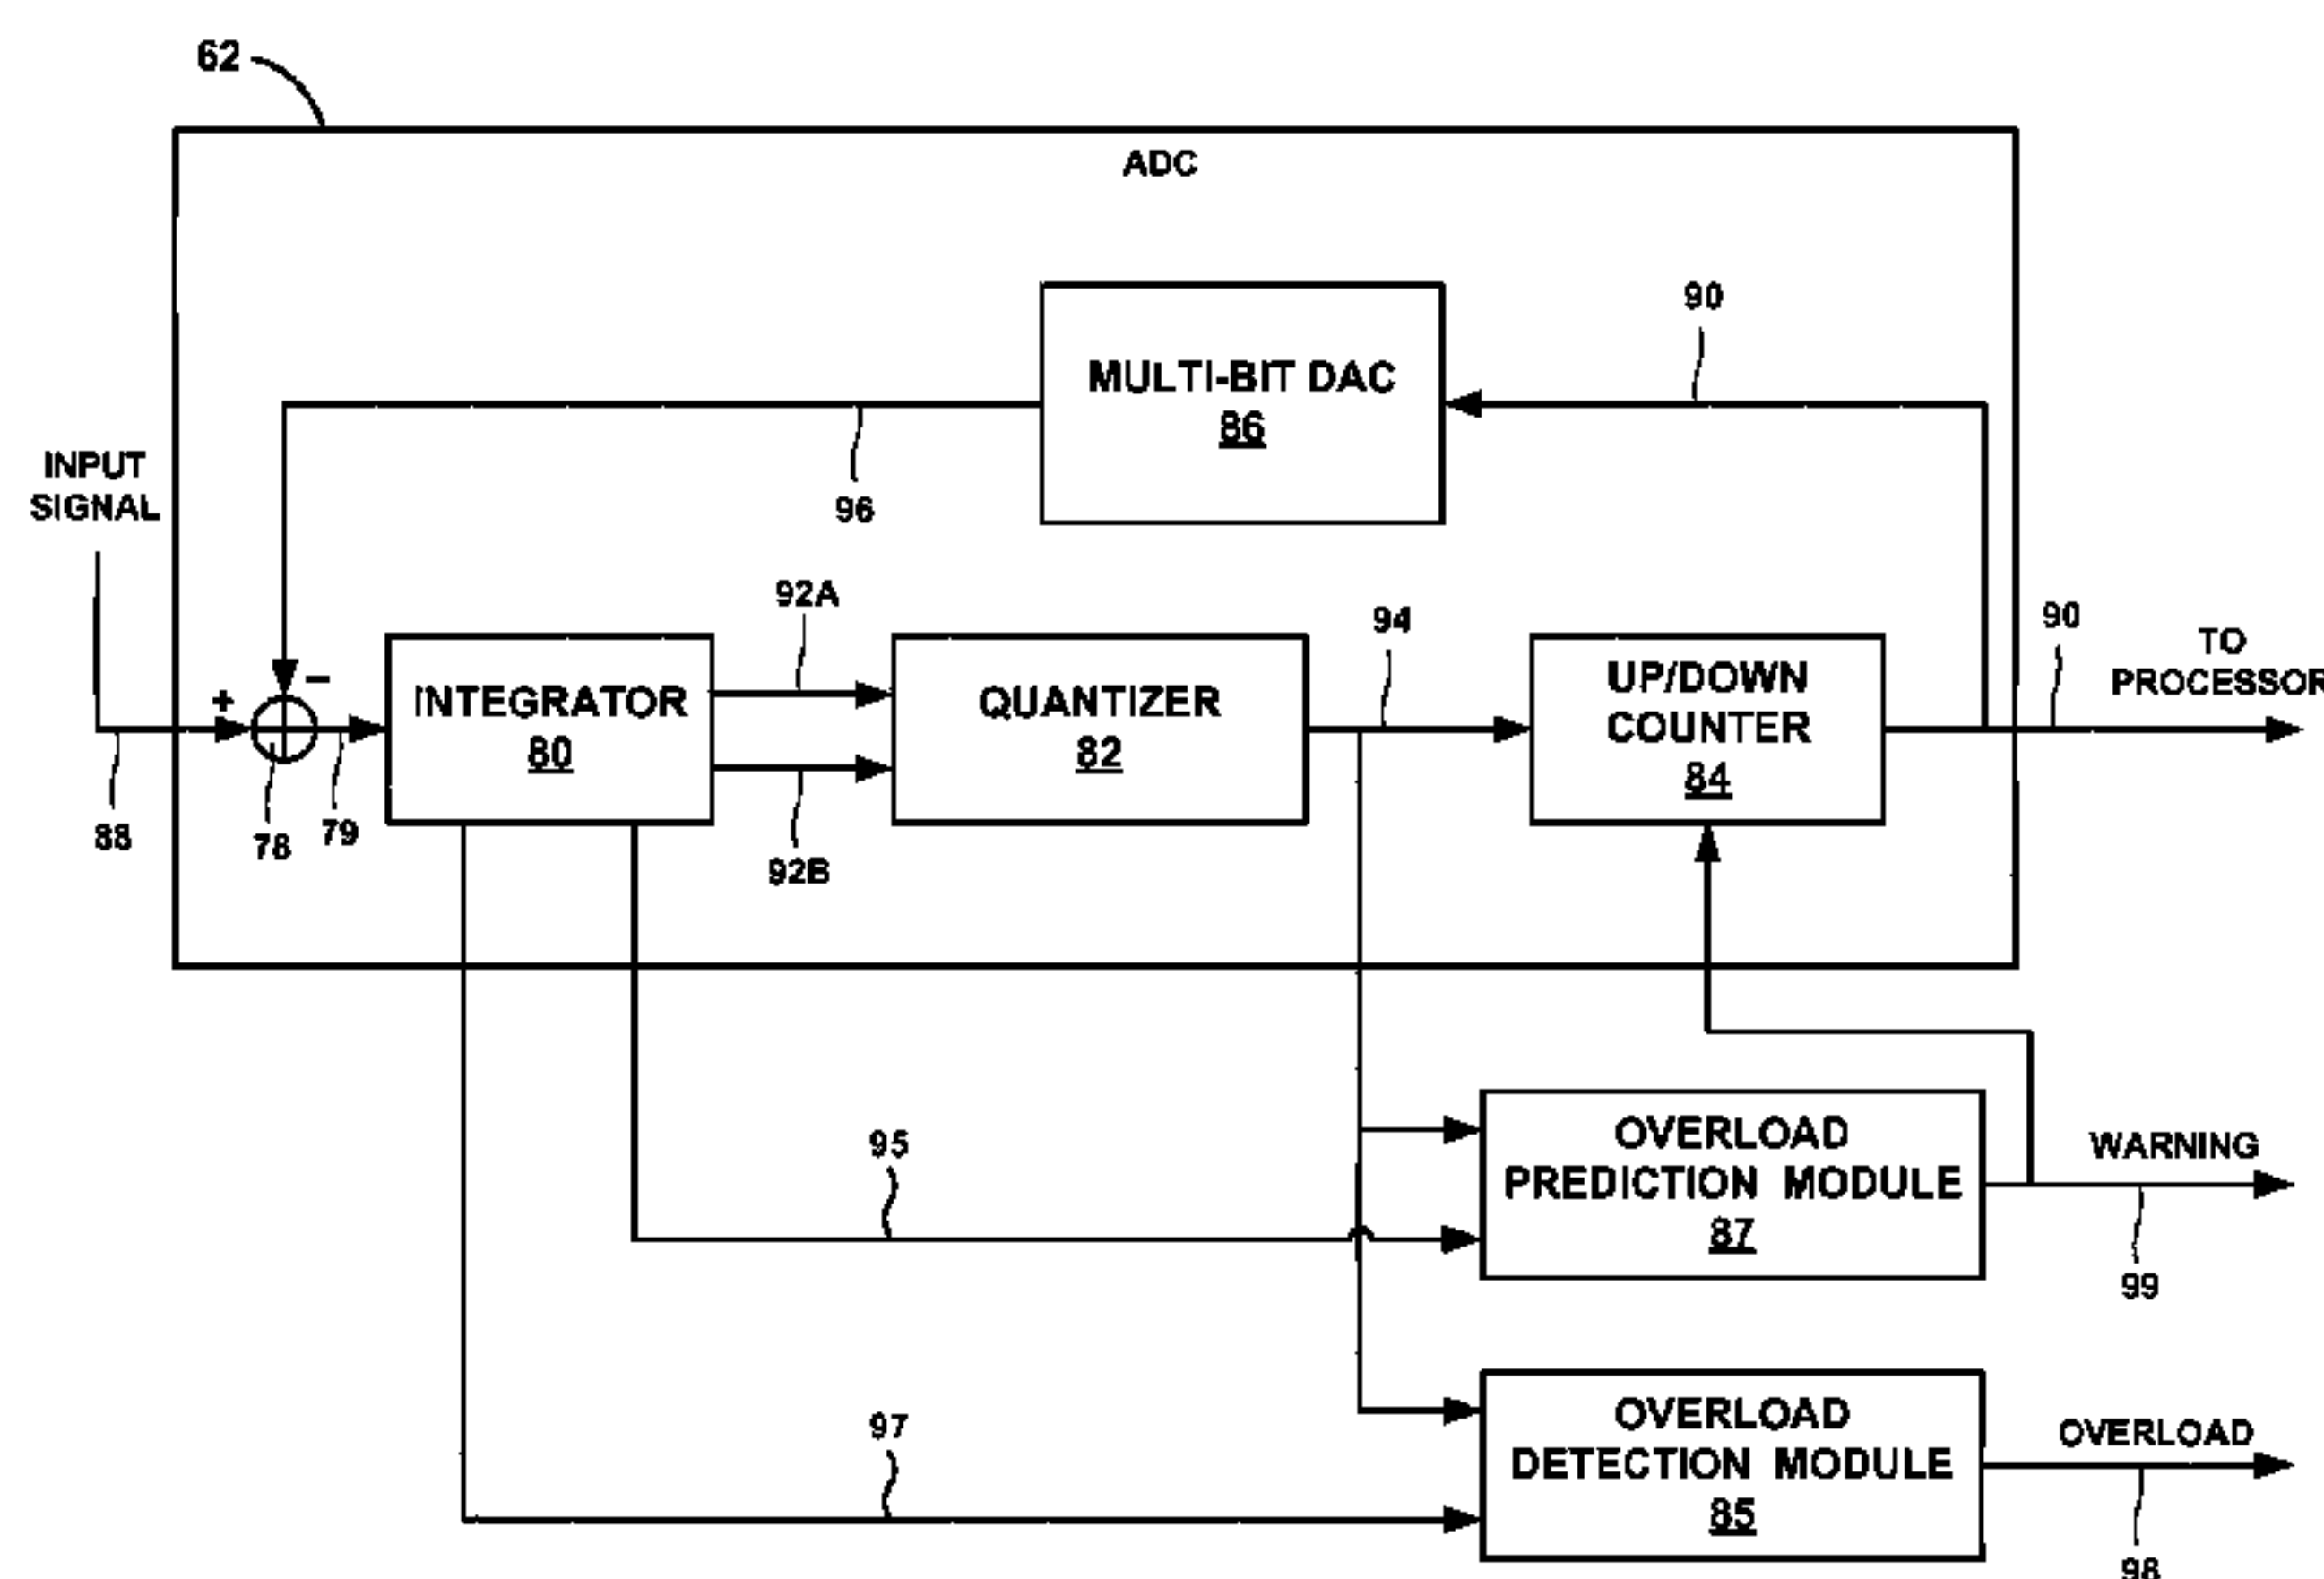 62
ADC
MULTI-BIT DAC
86
90
96
INPUT
SIGNAL
+
−
78
79
88
INTEGRATOR
80
92A
92B
QUANTIZER
82
94
UP/DOWN
COUNTER
84
90
TO
PROCESSOR
95
OVERLOAD
PREDICTION MODULE
87
WARNING
99
97
OVERLOAD
DETECTION MODULE
85
OVERLOAD
98